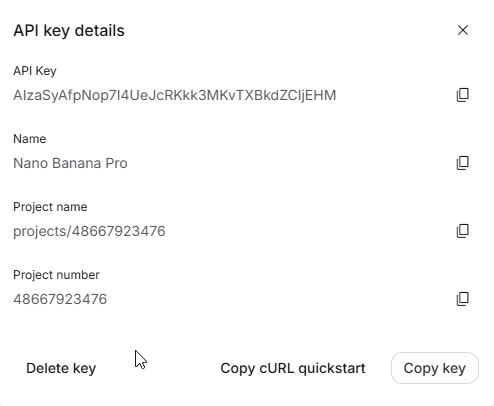 API key details
API Key
Name
Nano Banana Pro
Project name
projects/48667923476
Project number
48667923476
Delete key
Copy cURL quickstart
Copy key